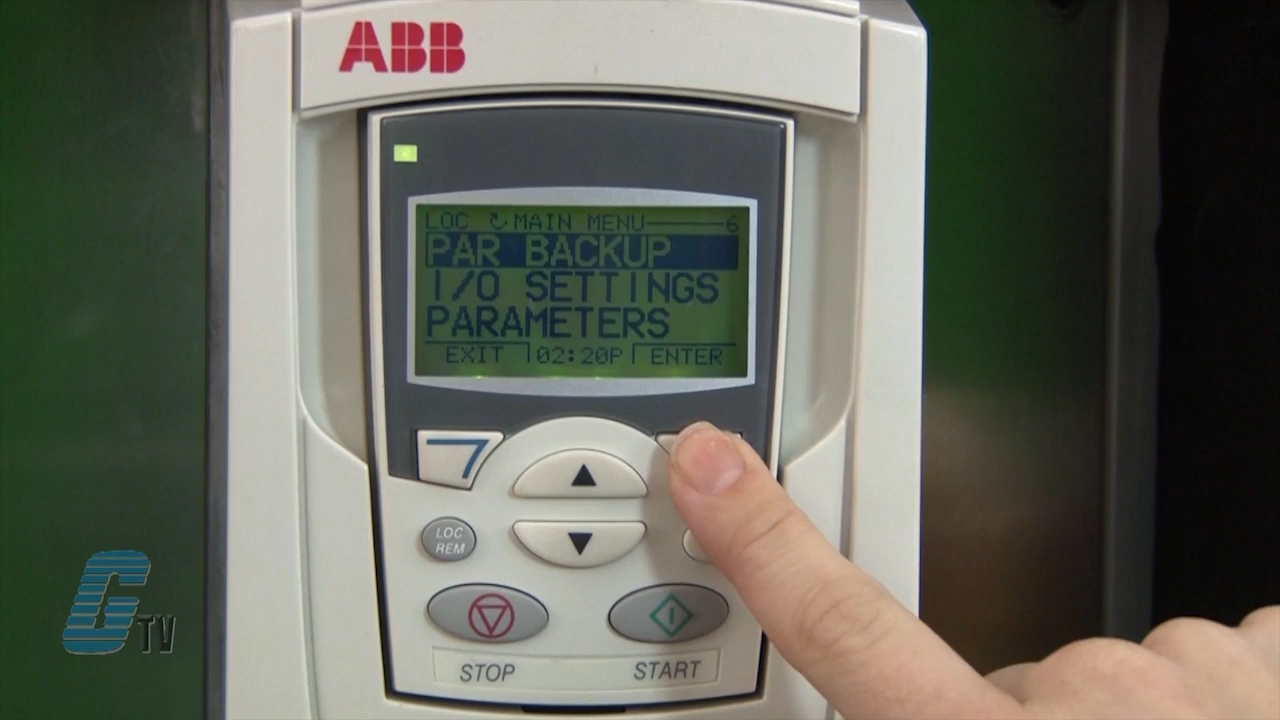 ABB
LOC ↻MAIN MENU————6
PAR BACKUP
I/O SETTINGS
PARAMETERS
EXIT 02:20P ENTER
LOC
REM
STOP START
G TV